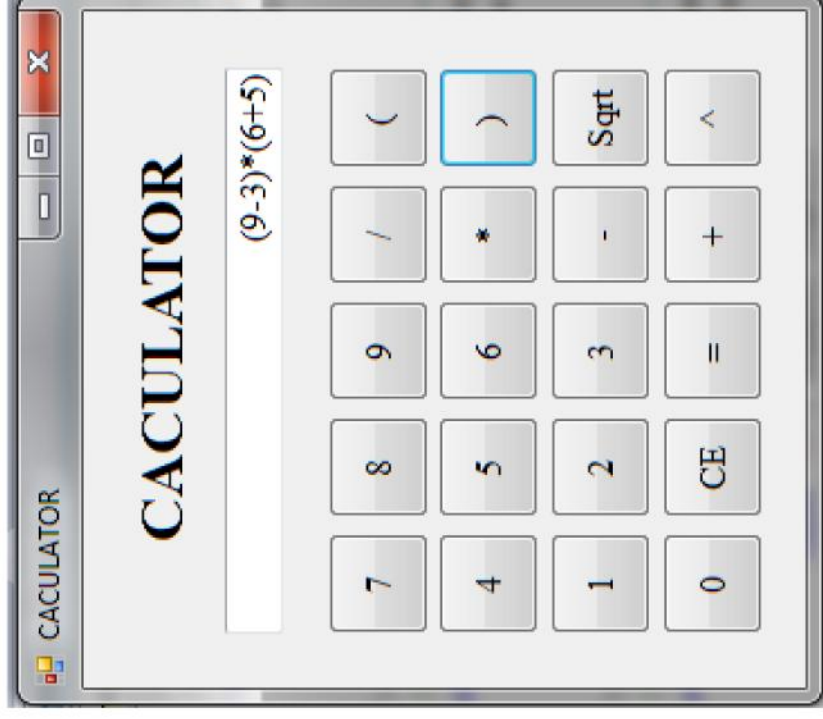 CACULATOR
CACULATOR
(9-3)*(6+5)
7 8 9 / (
4 5 6 * )
1 2 3 - Sqrt
0 CE = + ^